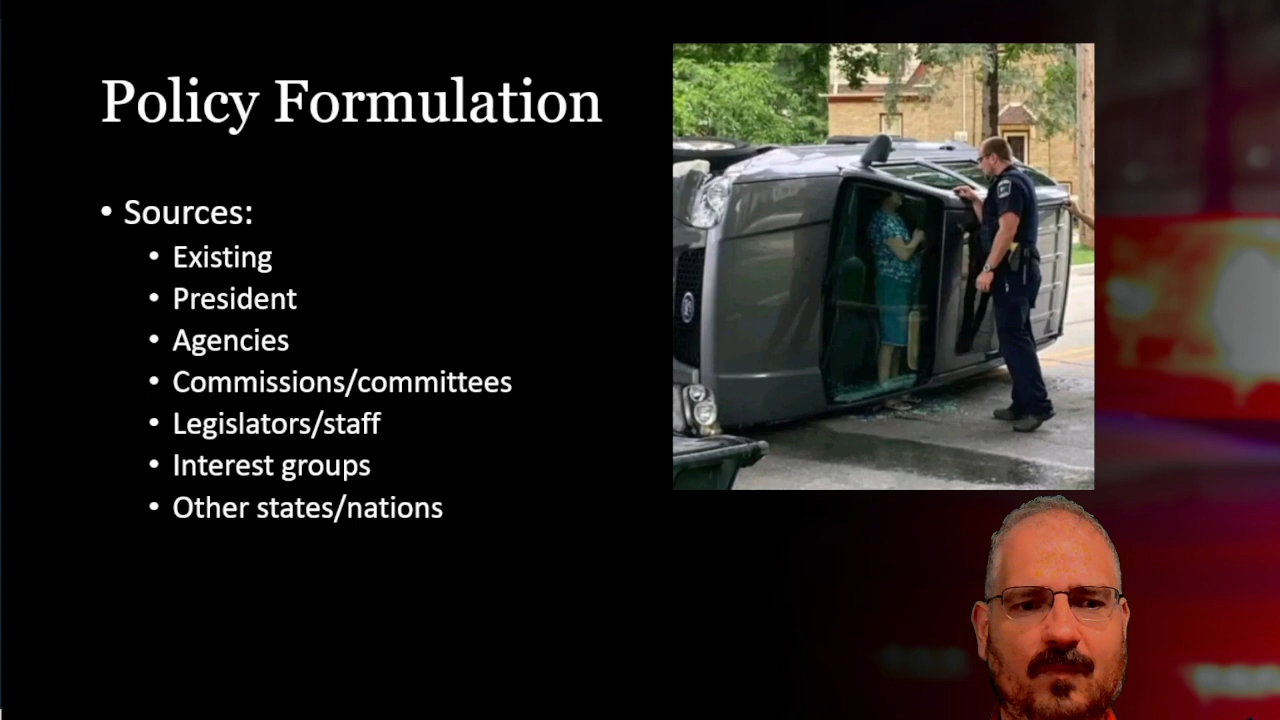 Policy Formulation
• Sources:
• Existing
• President
• Agencies
• Commissions/committees
• Legislators/staff
• Interest groups
• Other states/nations